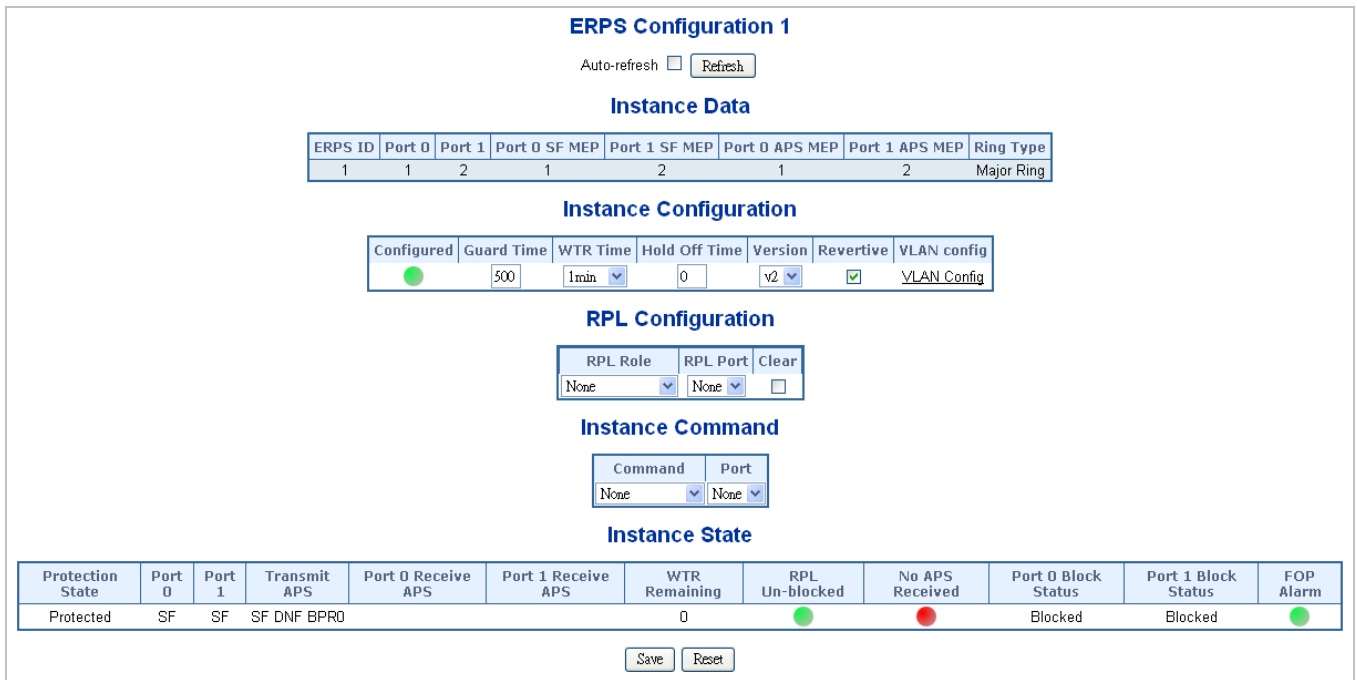 ERPS Configuration 1
Auto-refresh Refresh
Instance Data
ERPS ID Port 0 Port 1 Port 0 SF MEP Port 1 SF MEP Port 0 APS MEP Port 1 APS MEP Ring Type
1 1 2 1 2 1 2 Major Ring
Instance Configuration
Configured Guard Time WTR Time Hold Off Time Version Revertive VLAN config
500 1min 0 v2 VLAN Config
RPL Configuration
RPL Role RPL Port Clear
None None
Instance Command
Command Port
None None
Instance State
Protection State Port 0 Port 1 Transmit APS Port 0 Receive APS Port 1 Receive APS WTR Remaining RPL Un-blocked No APS Received Port 0 Block Status Port 1 Block Status FOP Alarm
Protected SF SF SF DNF BPR0 0 Blocked Blocked
Save Reset